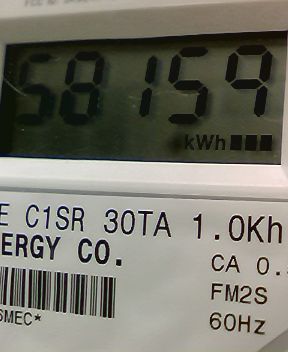 58159
kWh
E C1SR 30TA 1.0Kh
ERGY CO.
CA 0.
FM2S
60Hz
SMEC*